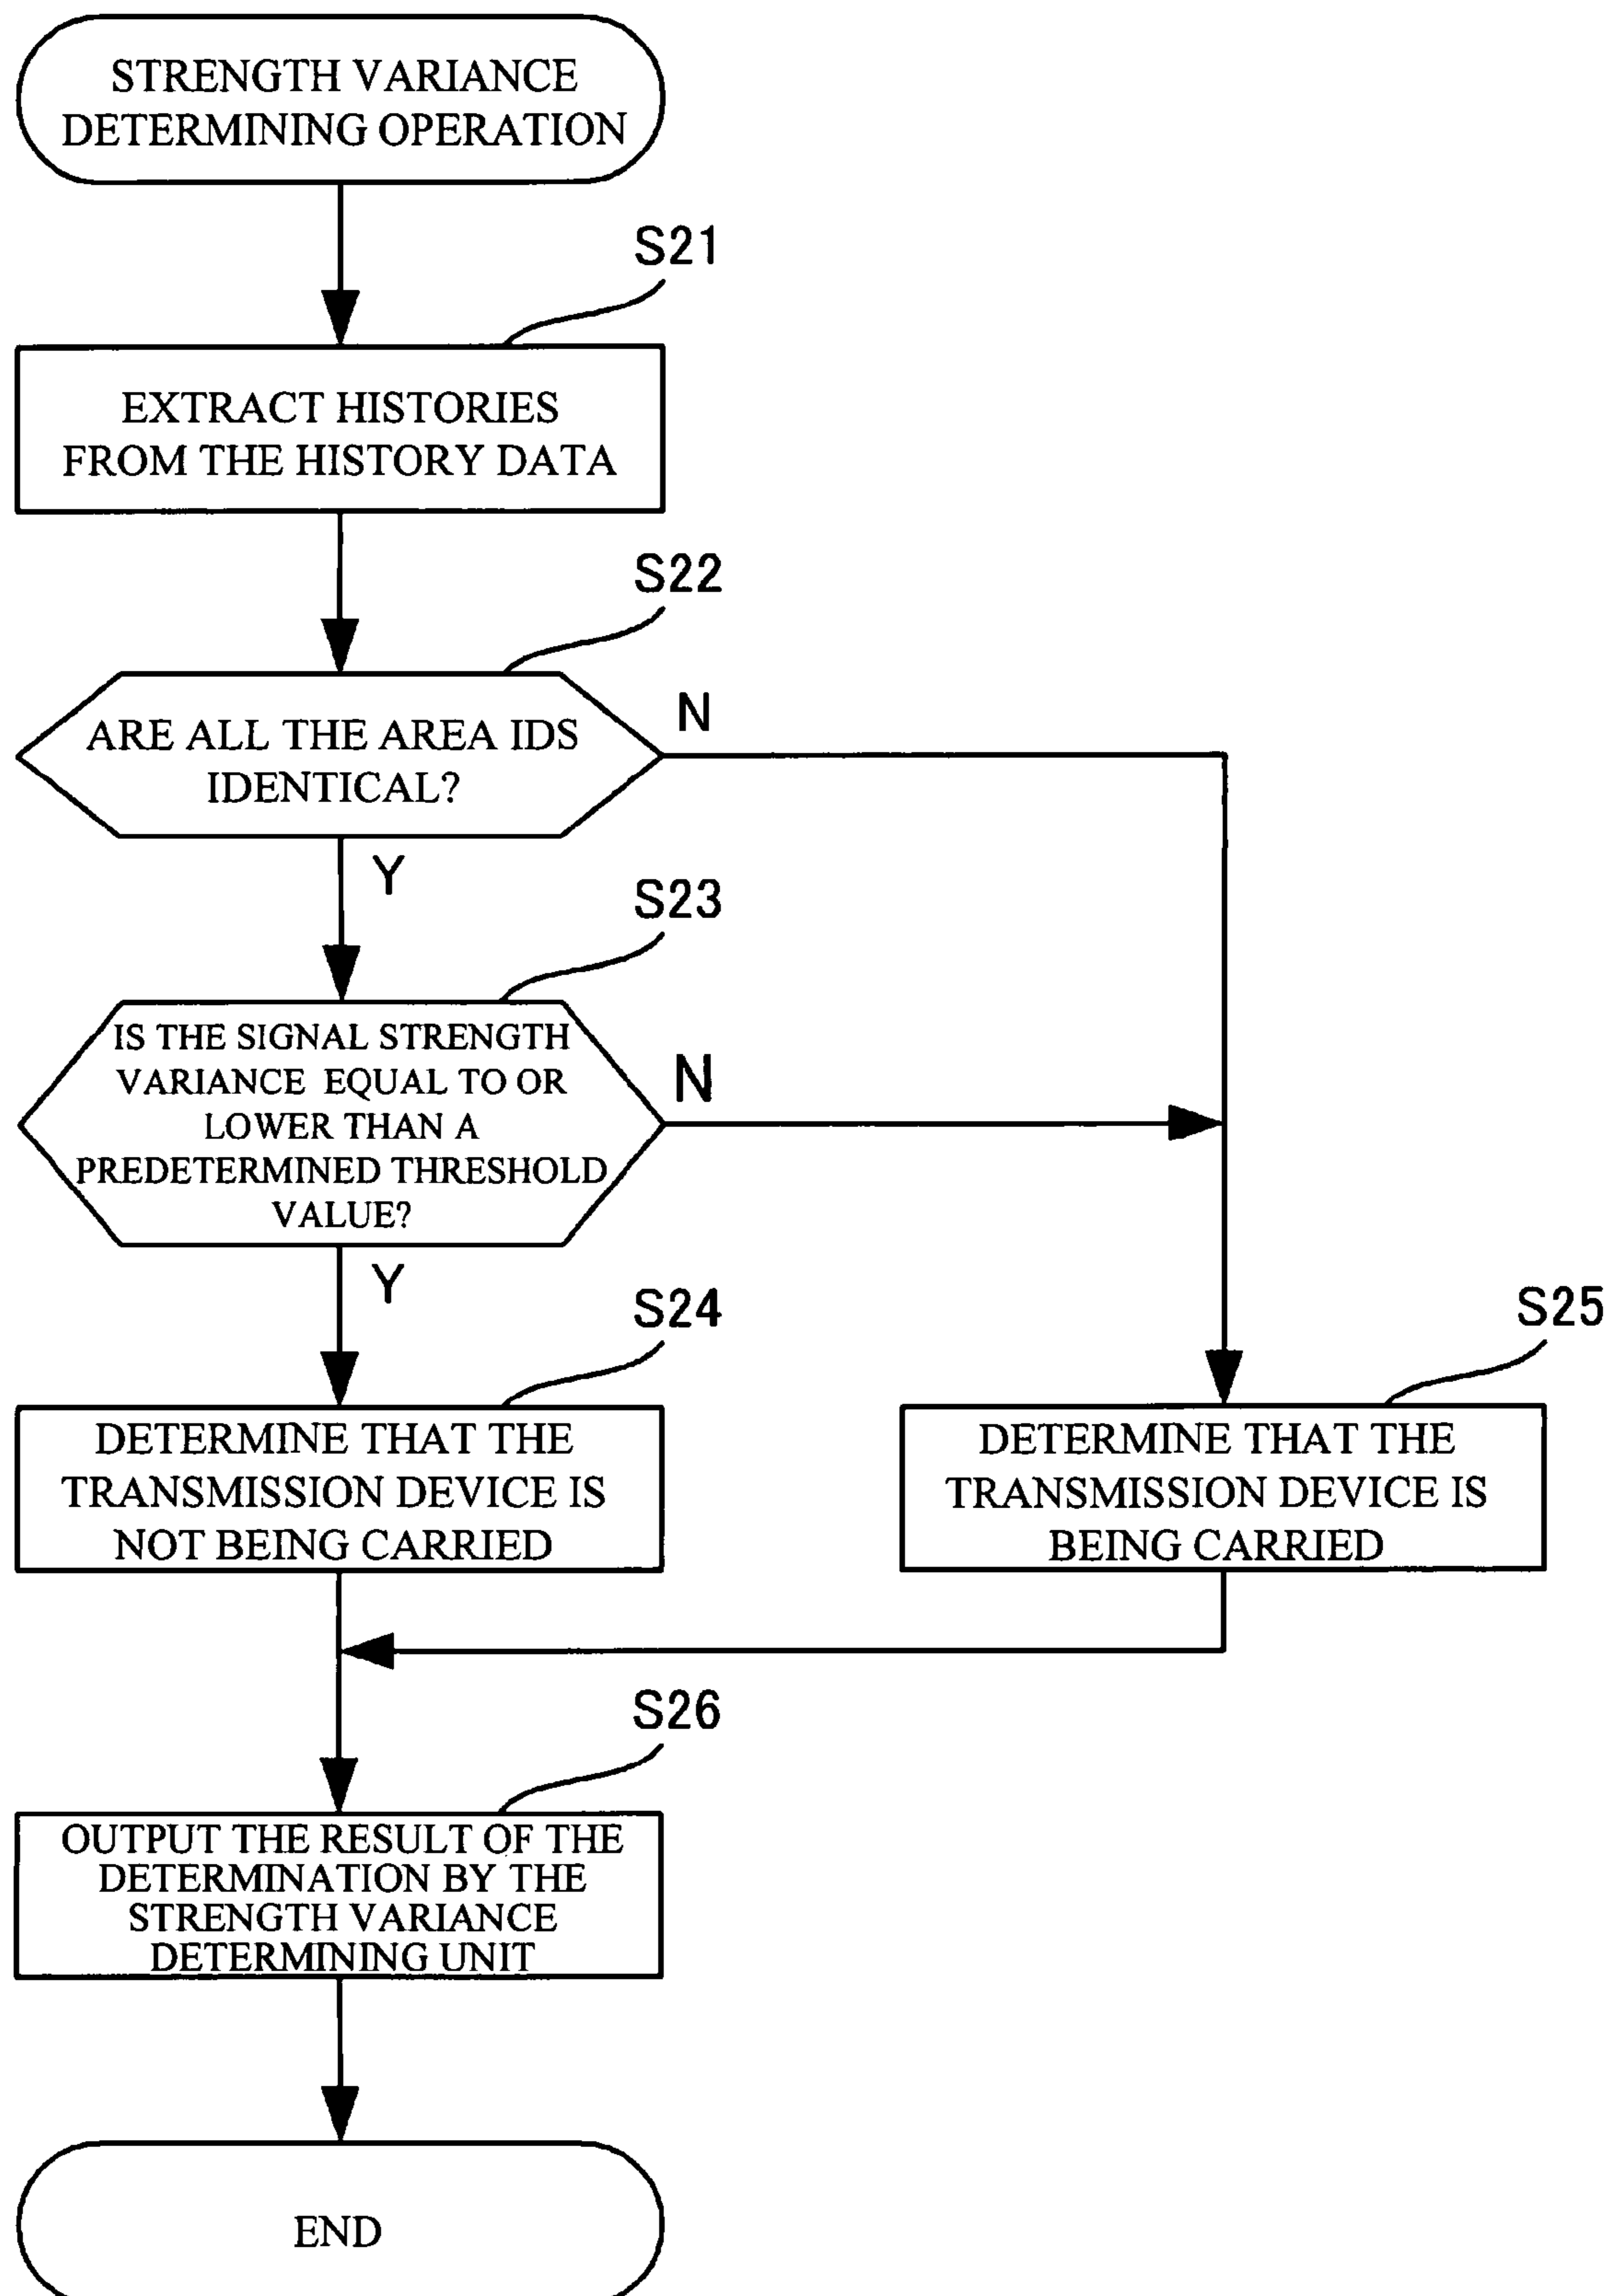 STRENGTH VARIANCE
DETERMINING OPERATION
S21
EXTRACT HISTORIES
FROM THE HISTORY DATA
S22
ARE ALL THE AREA IDS
IDENTICAL?
N
Y
S23
IS THE SIGNAL STRENGTH
VARIANCE EQUAL TO OR
LOWER THAN A
PREDETERMINED THRESHOLD
VALUE?
N
Y
S24
DETERMINE THAT THE
TRANSMISSION DEVICE IS
NOT BEING CARRIED
S25
DETERMINE THAT THE
TRANSMISSION DEVICE IS
BEING CARRIED
S26
OUTPUT THE RESULT OF THE
DETERMINATION BY THE
STRENGTH VARIANCE
DETERMINING UNIT
END